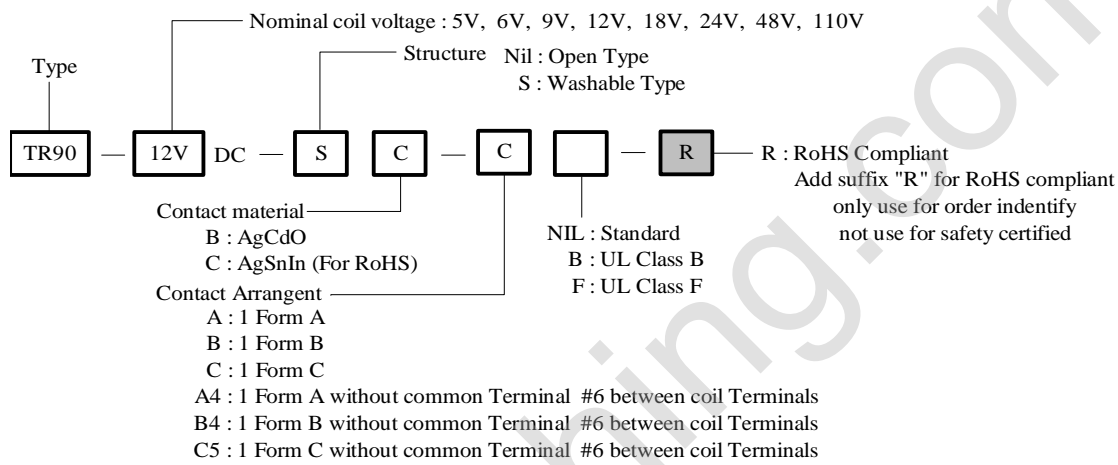 Nominal coil voltage : 5V, 6V, 9V, 12V, 18V, 24V, 48V, 110V
Structure Nil : Open Type
S : Washable Type
Type
TR90 — 12V DC — S C — C — R
R : RoHS Compliant
Add suffix "R" for RoHS compliant
only use for order indentify
not use for safety certified
Contact material
B : AgCdO
C : AgSnIn (For RoHS)
NIL : Standard
B : UL Class B
F : UL Class F
Contact Arrangent
A : 1 Form A
B : 1 Form B
C : 1 Form C
A4 : 1 Form A without common Terminal #6 between coil Terminals
B4 : 1 Form B without common Terminal #6 between coil Terminals
C5 : 1 Form C without common Terminal #6 between coil Terminals
hing.com